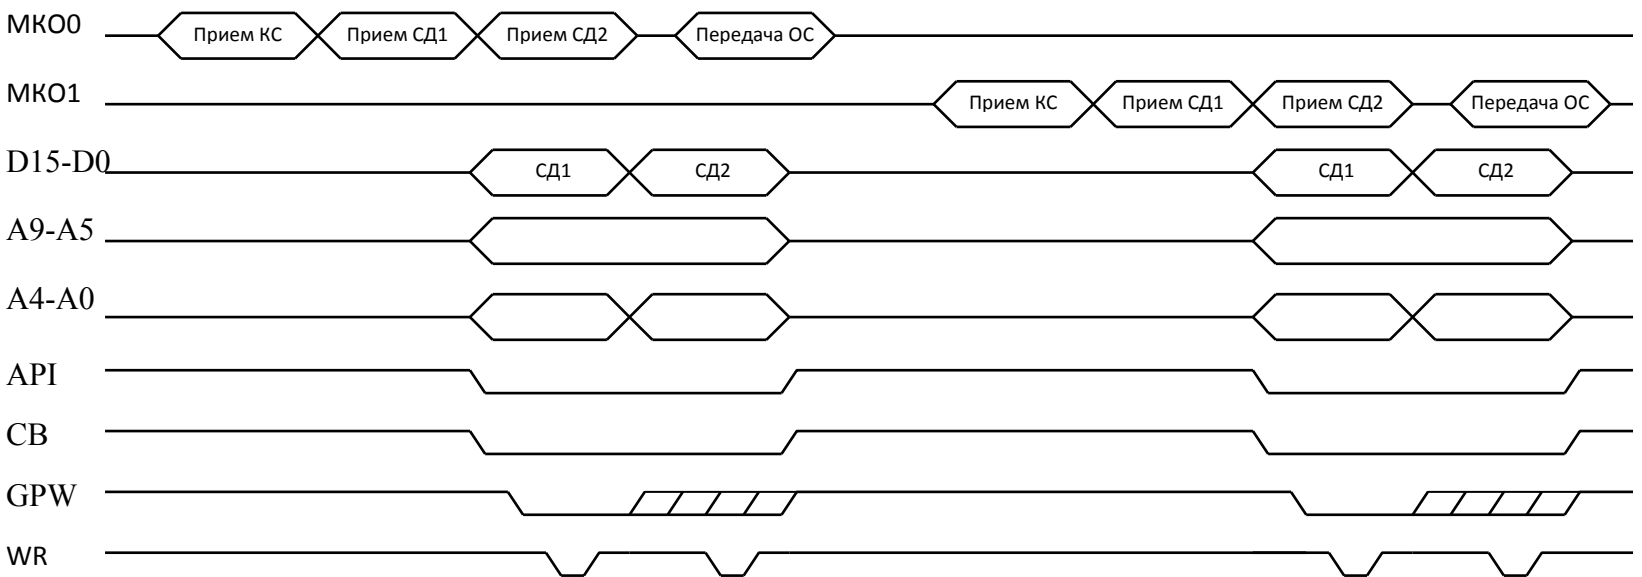 МКО0 Прием КС Прием СД1 Прием СД2 Передача ОС
МКО1 Прием КС Прием СД1 Прием СД2 Передача ОС
D15-D0 СД1 СД2 СД1 СД2
A9-A5
A4-A0
API
CB
GPW
WR